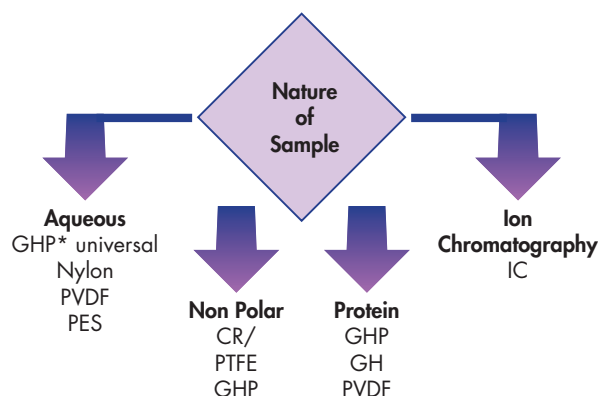 Nature
of
Sample
Aqueous
GHP* universal
Nylon
PVDF
PES
Non Polar
CR/
PTFE
GHP
Protein
GHP
GH
PVDF
Ion
Chromatography
IC